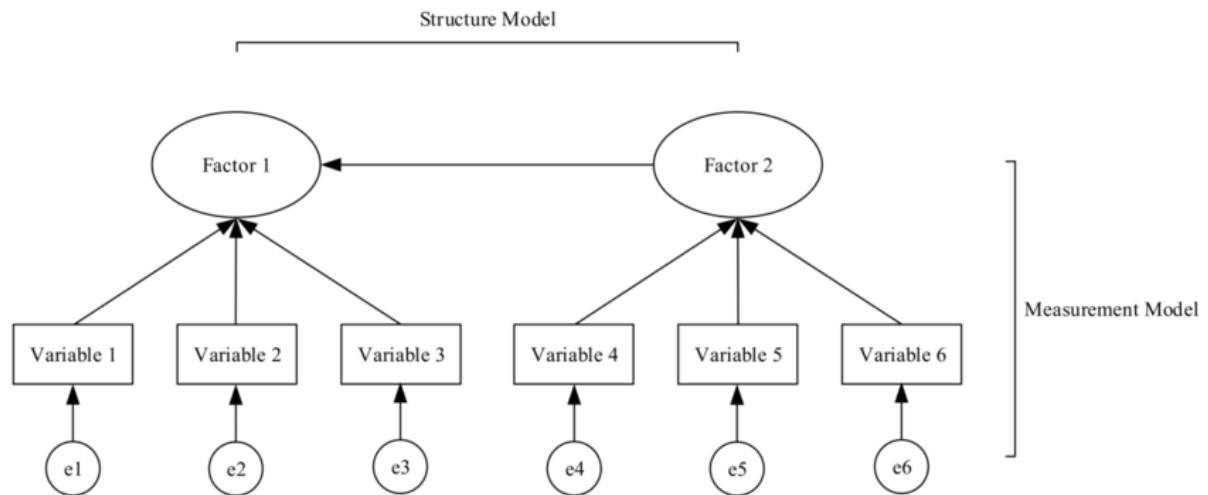 Structure Model
Factor 1
Factor 2
Measurement Model
Variable 1
Variable 2
Variable 3
Variable 4
Variable 5
Variable 6
e1
e2
e3
e4
e5
e6